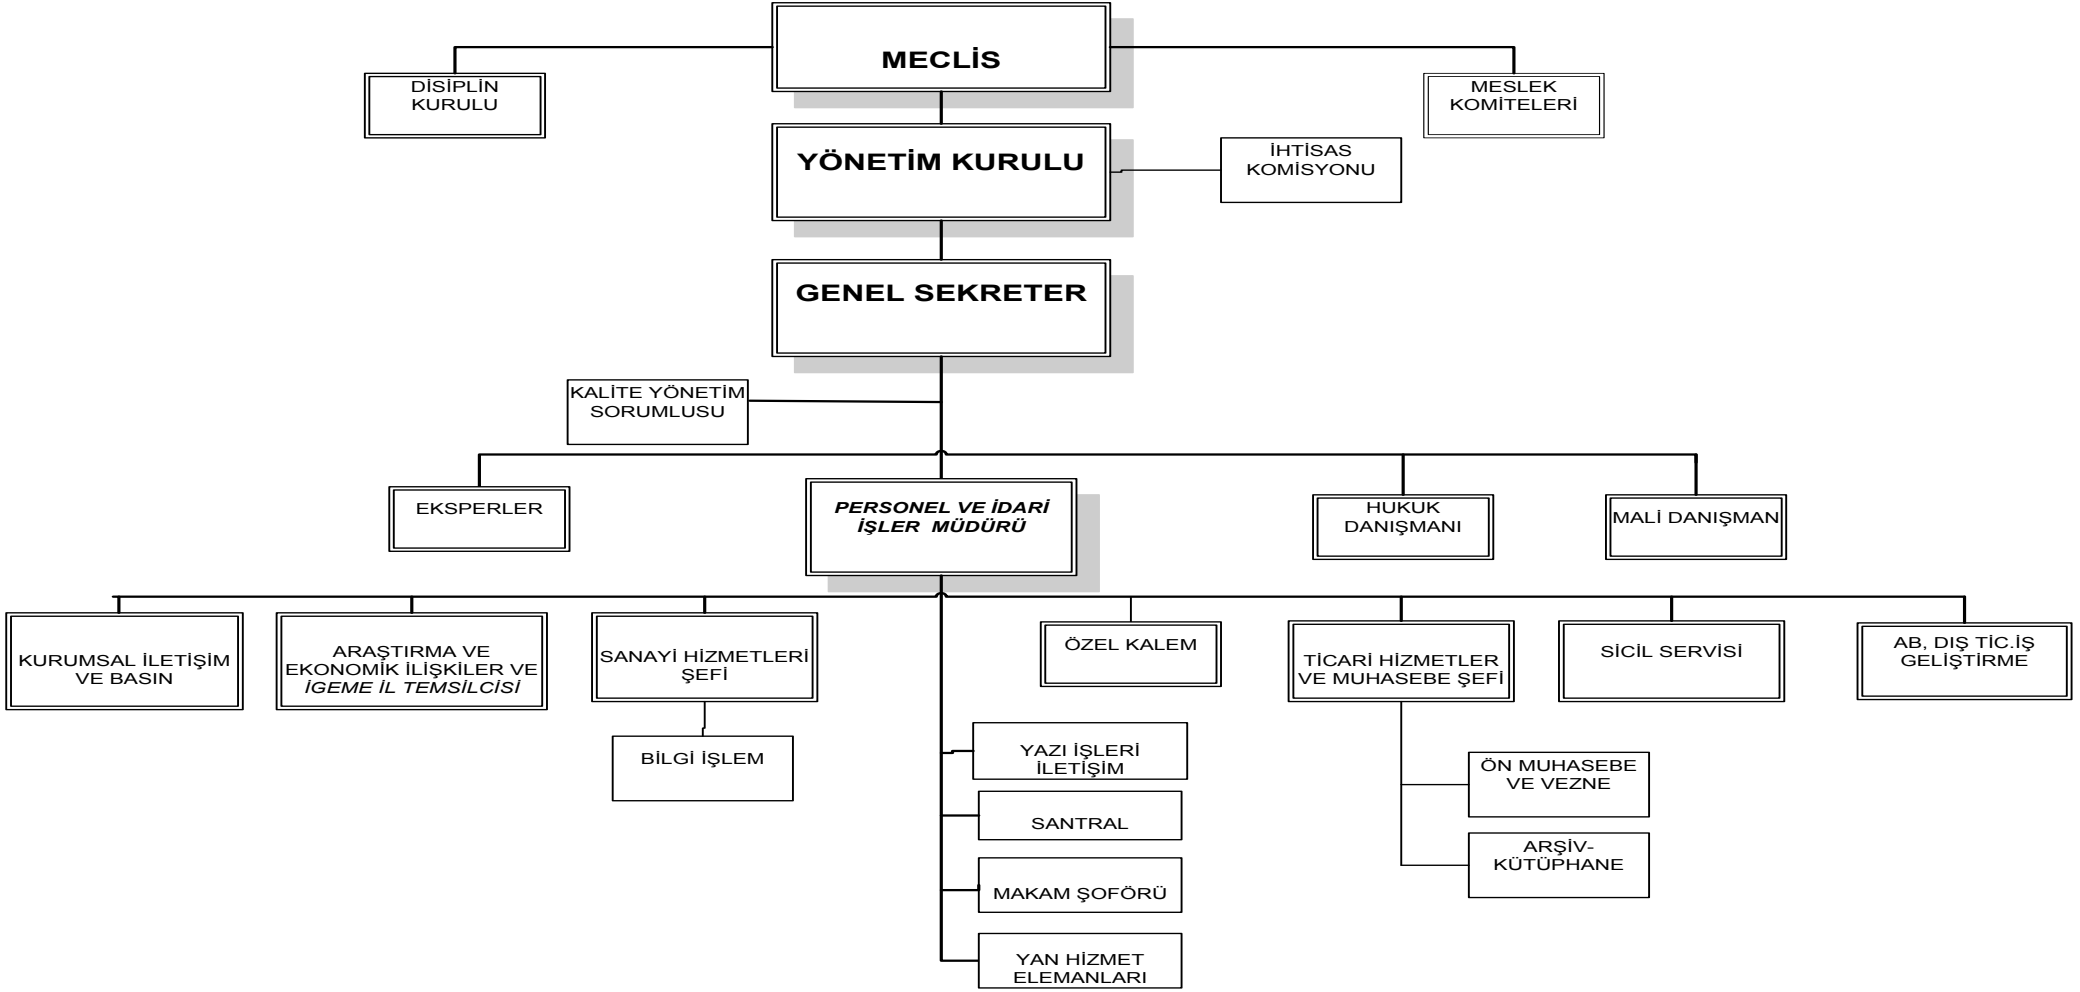 MECLİS
DİSİPLİN
KURULU
MESLEK
KOMİTELERİ
YÖNETİM KURULU
İHTİSAS
KOMİSYONU
GENEL SEKRETER
KALİTE YÖNETİM
SORUMLUSU
EKSPERLER
PERSONEL VE İDARİ
İŞLER MÜDÜRÜ
HUKUK
DANIŞMANI
MALİ DANIŞMAN
KURUMSAL İLETİŞİM
VE BASIN
ARAŞTIRMA VE
EKONOMİK İLİŞKİLER VE
İGEME İL TEMSİLCİSİ
SANAYİ HİZMETLERİ
ŞEFİ
ÖZEL KALEM
TİCARİ HİZMETLER
VE MUHASEBE ŞEFİ
SİCİL SERVİSİ
AB, DIŞ TİC.İŞ
GELİŞTİRME
BİLGİ İŞLEM
YAZI İŞLERİ
İLETİŞİM
SANTRAL
MAKAM ŞOFÖRÜ
YAN HİZMET
ELEMANLARI
ÖN MUHASEBE
VE VEZNE
ARŞİV-
KÜTÜPHANE